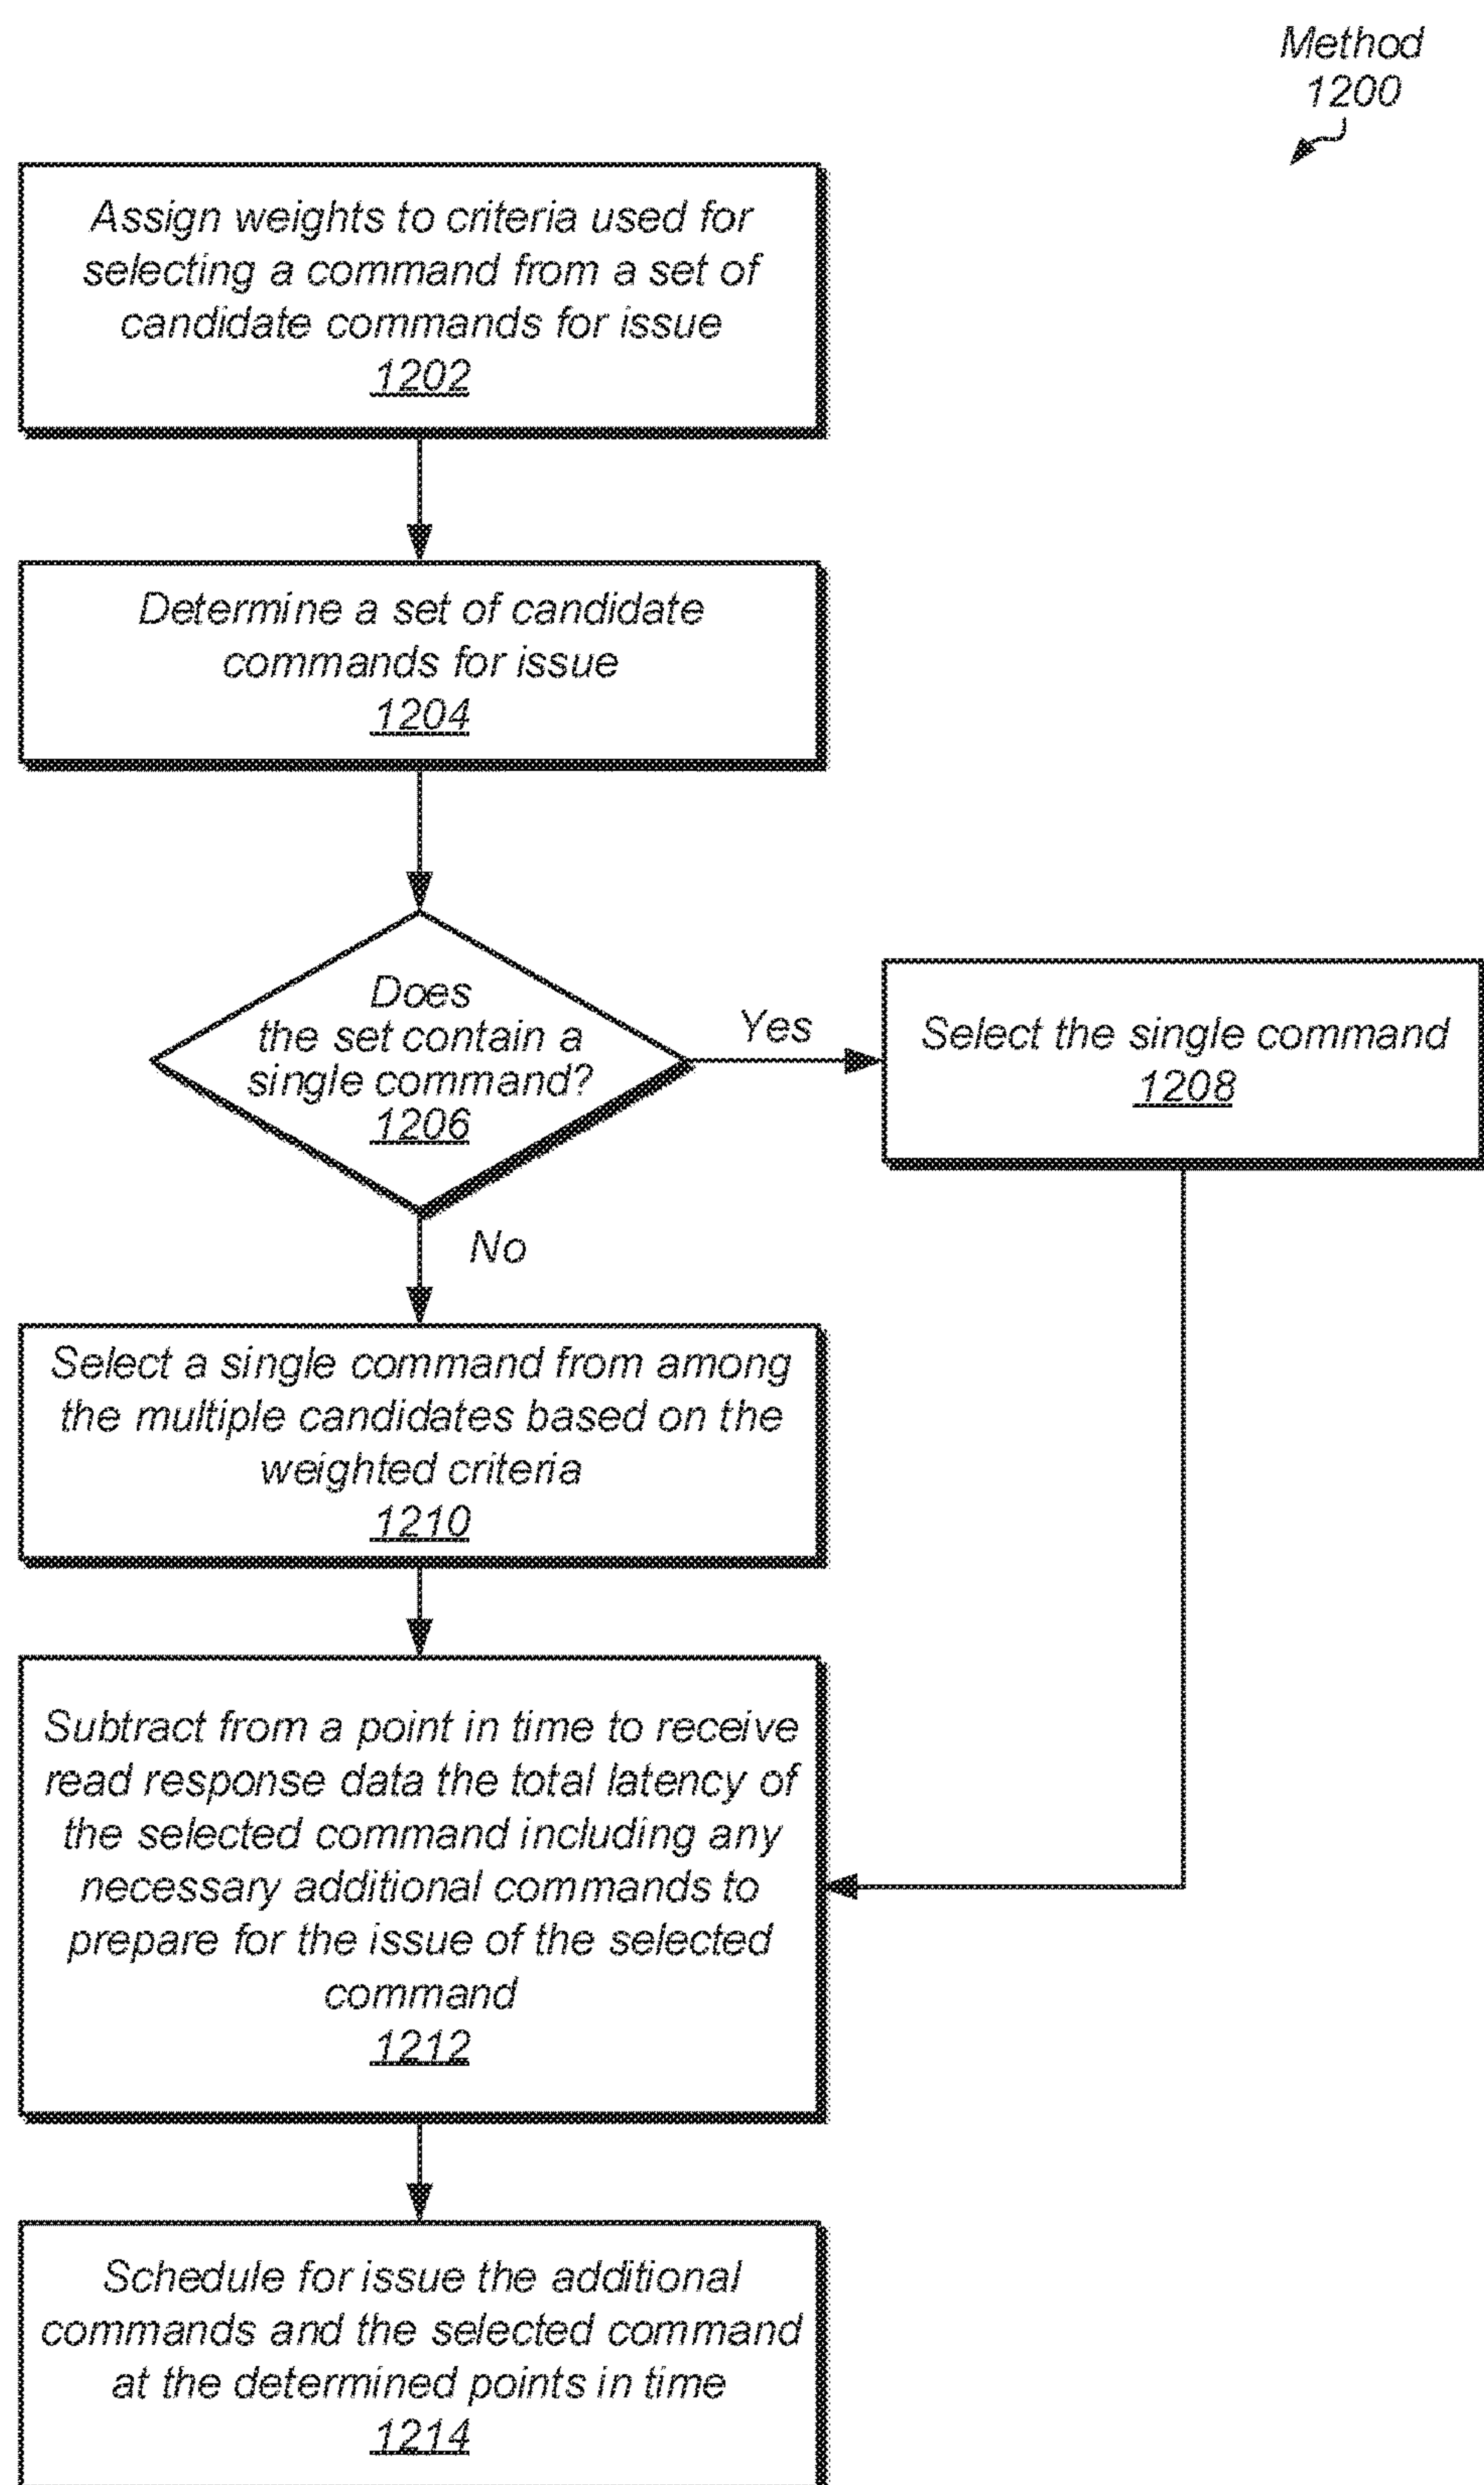 Method
1200
Assign weights to criteria used for
selecting a command from a set of
candidate commands for issue
1202
Determine a set of candidate
commands for issue
1204
Does
the set contain a
single command?
1206
Yes
Select the single command
1208
No
Select a single command from among
the multiple candidates based on the
weighted criteria
1210
Subtract from a point in time to receive
read response data the total latency of
the selected command including any
necessary additional commands to
prepare for the issue of the selected
command
1212
Schedule for issue the additional
commands and the selected command
at the determined points in time
1214